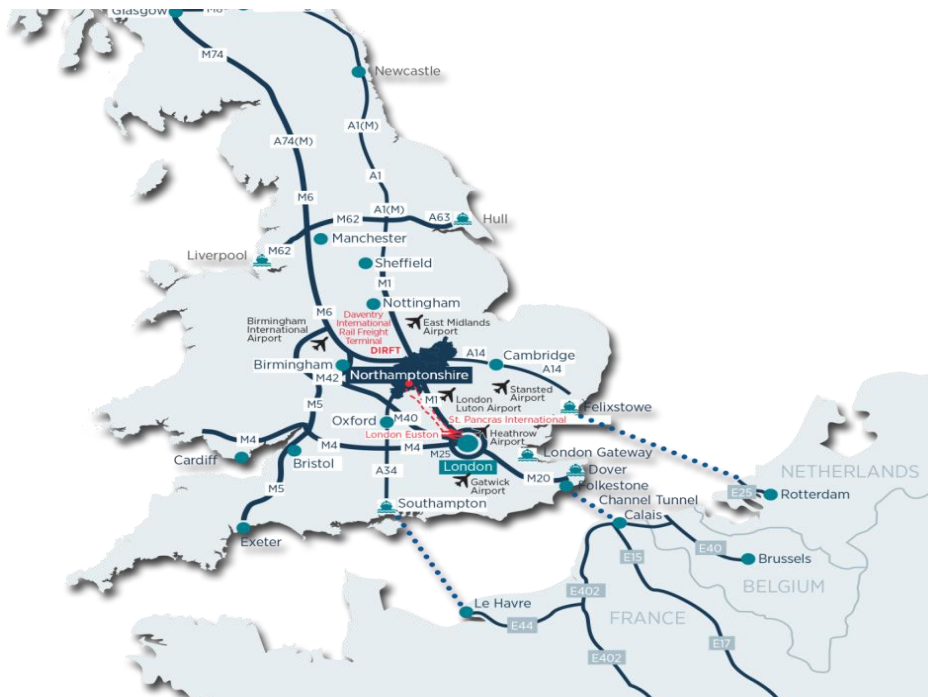 Glasgow
M8
M74
Newcastle
A1(M)
A74(M)
A1
M6
A1(M)
M62
A63
Hull
Manchester
Liverpool
M62
Sheffield
M1
Nottingham
M6
Birmingham
International
Airport
Daventry
International
Rail Freight
Terminal
DIRFT
East Midlands
Airport
A14
Cambridge
A14
Birmingham
Northamptonshire
M42
M5
M1
London
Luton Airport
Stansted
Airport
Felixstowe
Oxford
M40
St. Pancras International
London Euston
Heathrow
Airport
M4
M4
M4
M25
London Gateway
Cardiff
Bristol
A34
London
Dover
M20
Folkestone
M5
Gatwick
Airport
Southampton
Channel Tunnel
Calais
NETHERLANDS
E25
Rotterdam
Exeter
E15
E40
Brussels
BELGIUM
E402
Le Havre
E44
FRANCE
E402
E17